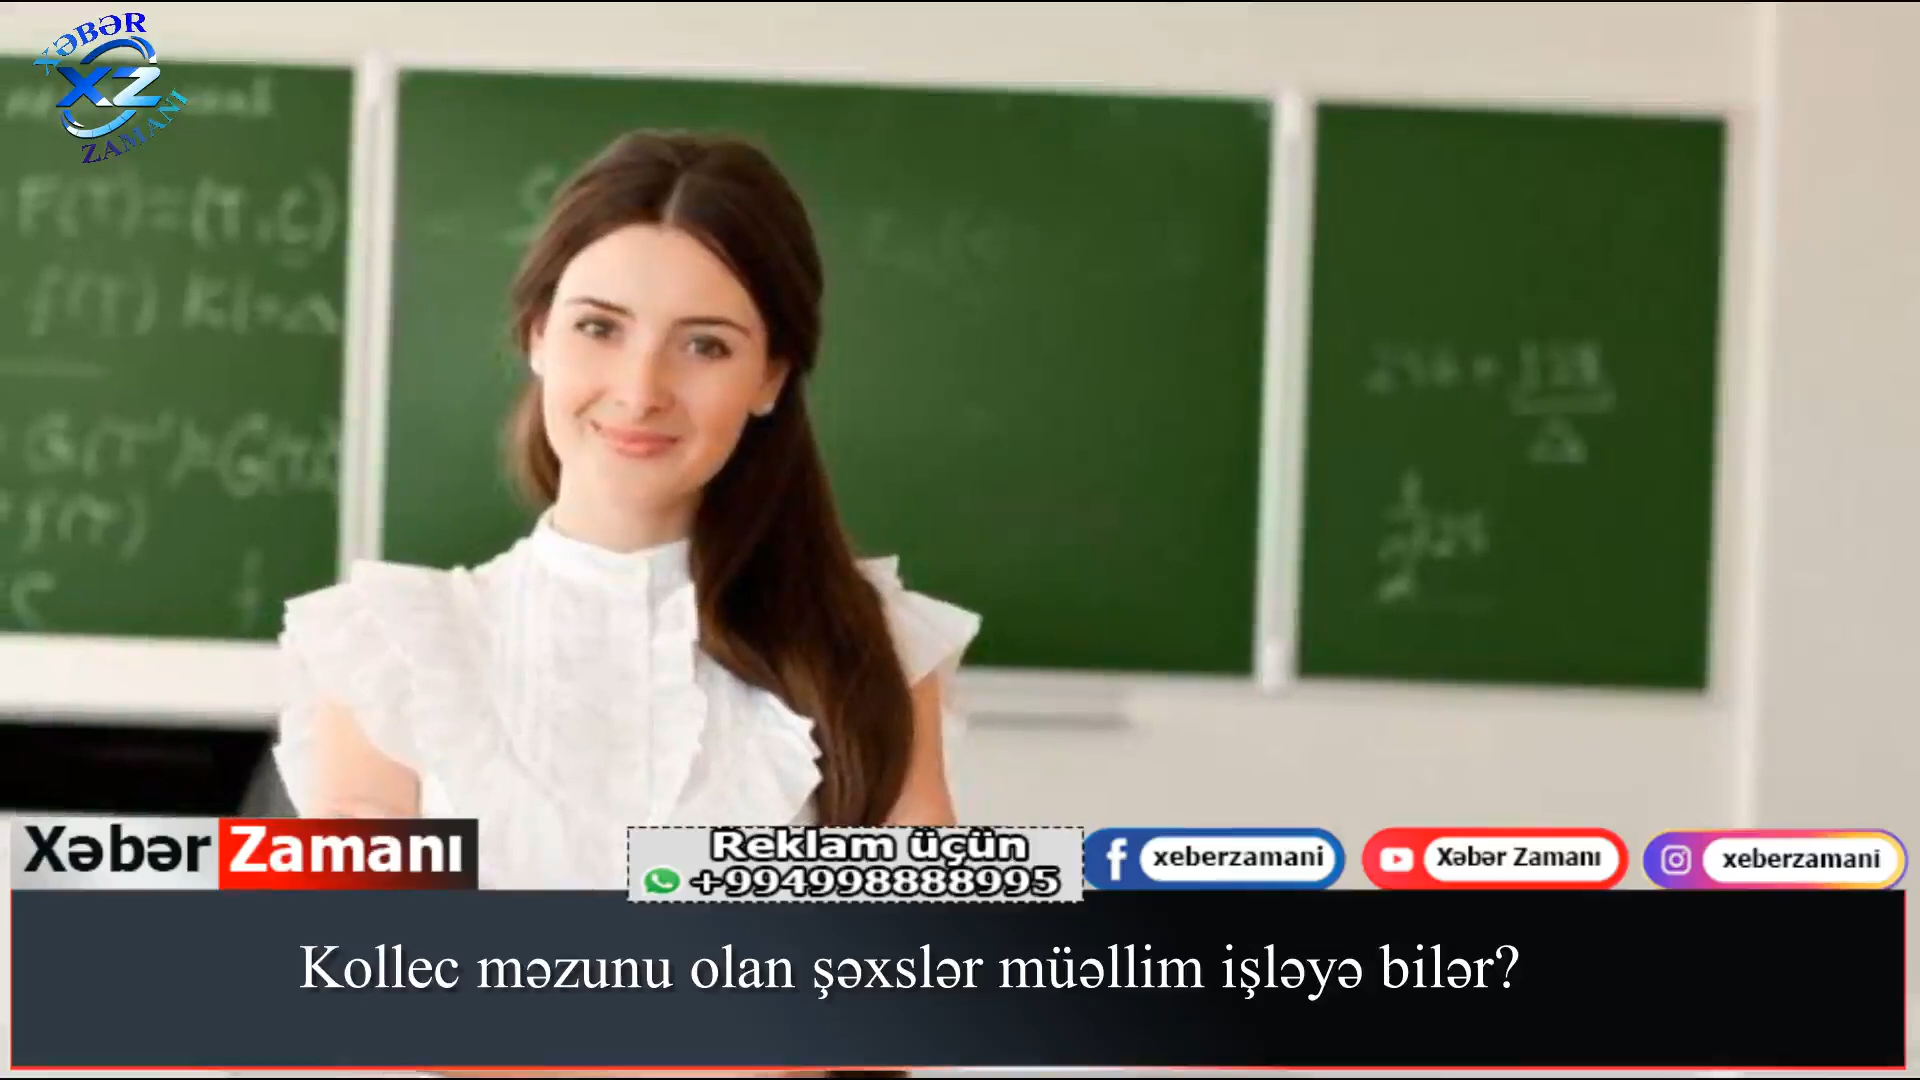 XƏBƏR
XZ
ZAMANI
F(T)=(T,C)
f(T)
Xəbər Zamanı
Reklam üçün
+994998888995
xeberzamani
Xəbər Zamanı
xeberzamani
Kollec məzunu olan şəxslər müəllim işləyə bilər?